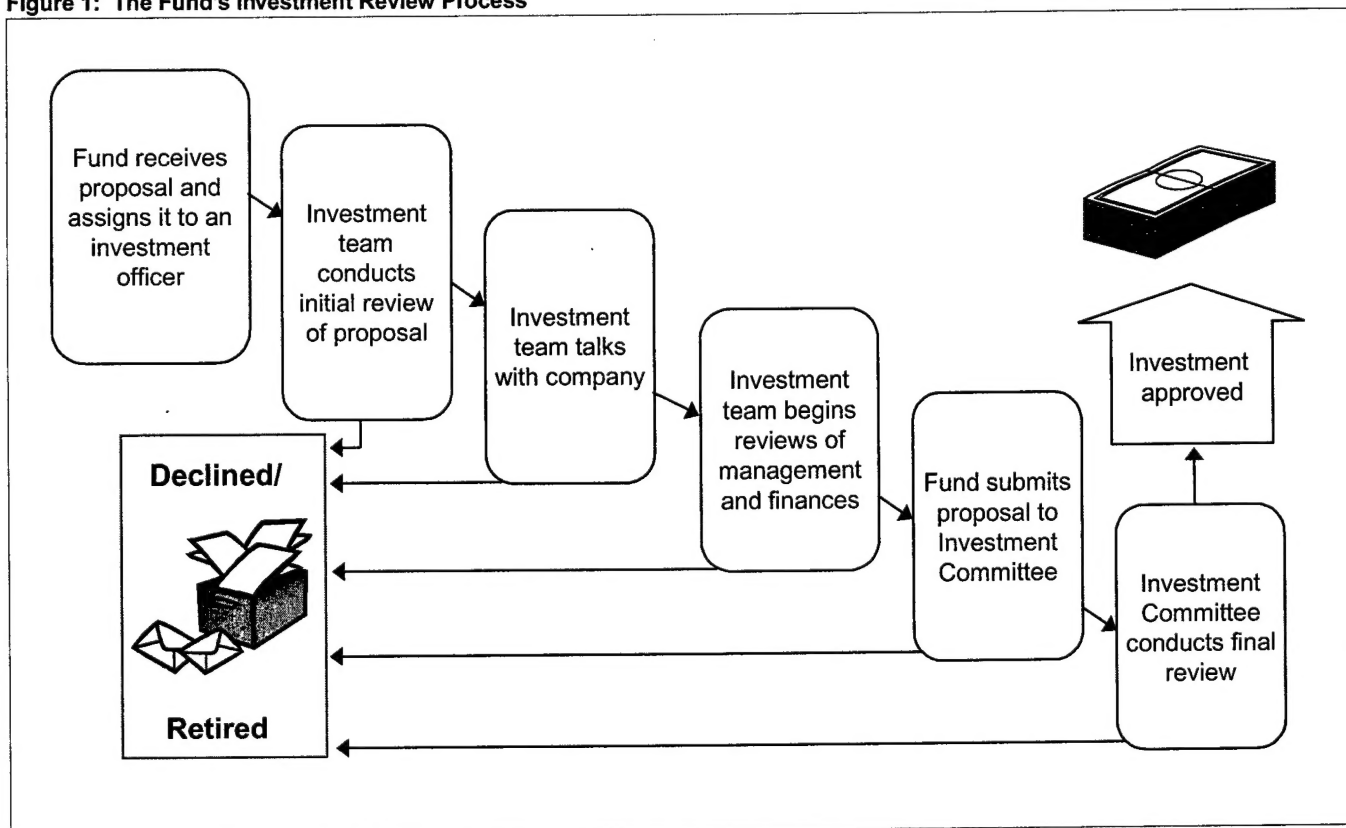 Figure 1: The Fund's Investment Review Process
Fund receives
proposal and
assigns it to an
investment
officer
Investment
team
conducts
initial review
of proposal
Investment
team talks
with company
Investment
team begins
reviews of
management
and finances
Fund submits
proposal to
Investment
Committee
Investment
Committee
conducts final
review
Investment
approved
Declined/
Retired